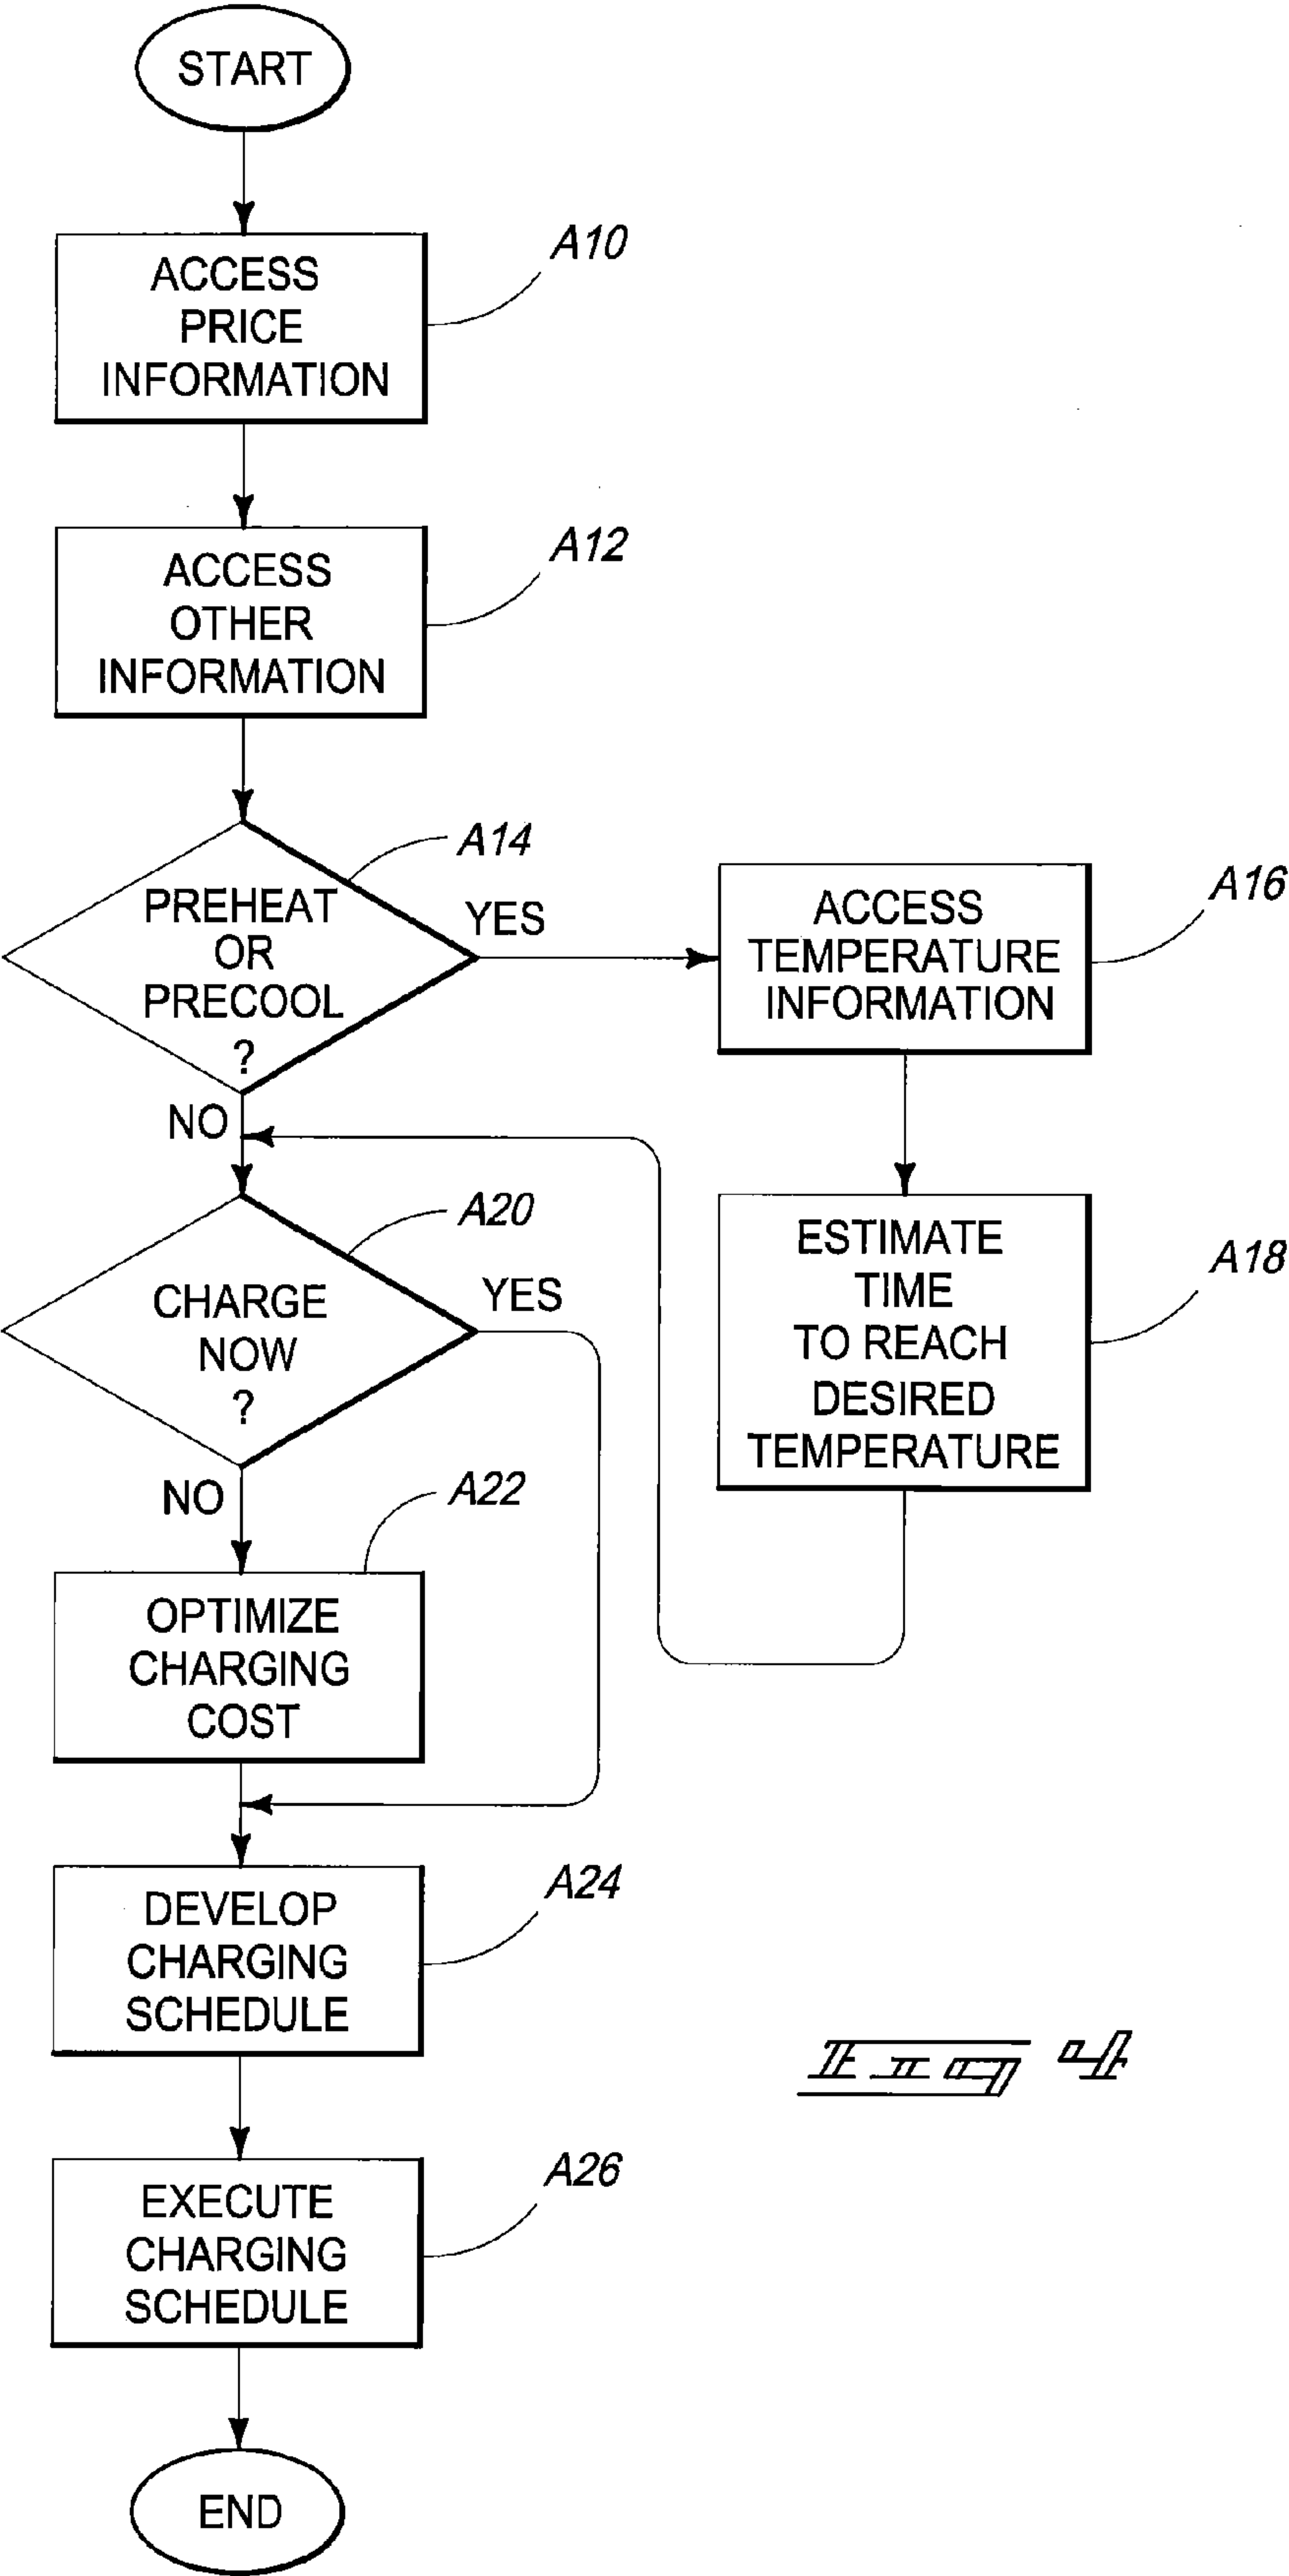 START
A10
ACCESS
PRICE
INFORMATION
A12
ACCESS
OTHER
INFORMATION
A14
PREHEAT
OR
PRECOOL
?
YES
NO
A16
ACCESS
TEMPERATURE
INFORMATION
A18
ESTIMATE
TIME
TO REACH
DESIRED
TEMPERATURE
A20
CHARGE
NOW
?
YES
NO
A22
OPTIMIZE
CHARGING
COST
A24
DEVELOP
CHARGING
SCHEDULE
A26
EXECUTE
CHARGING
SCHEDULE
END
Fig 4